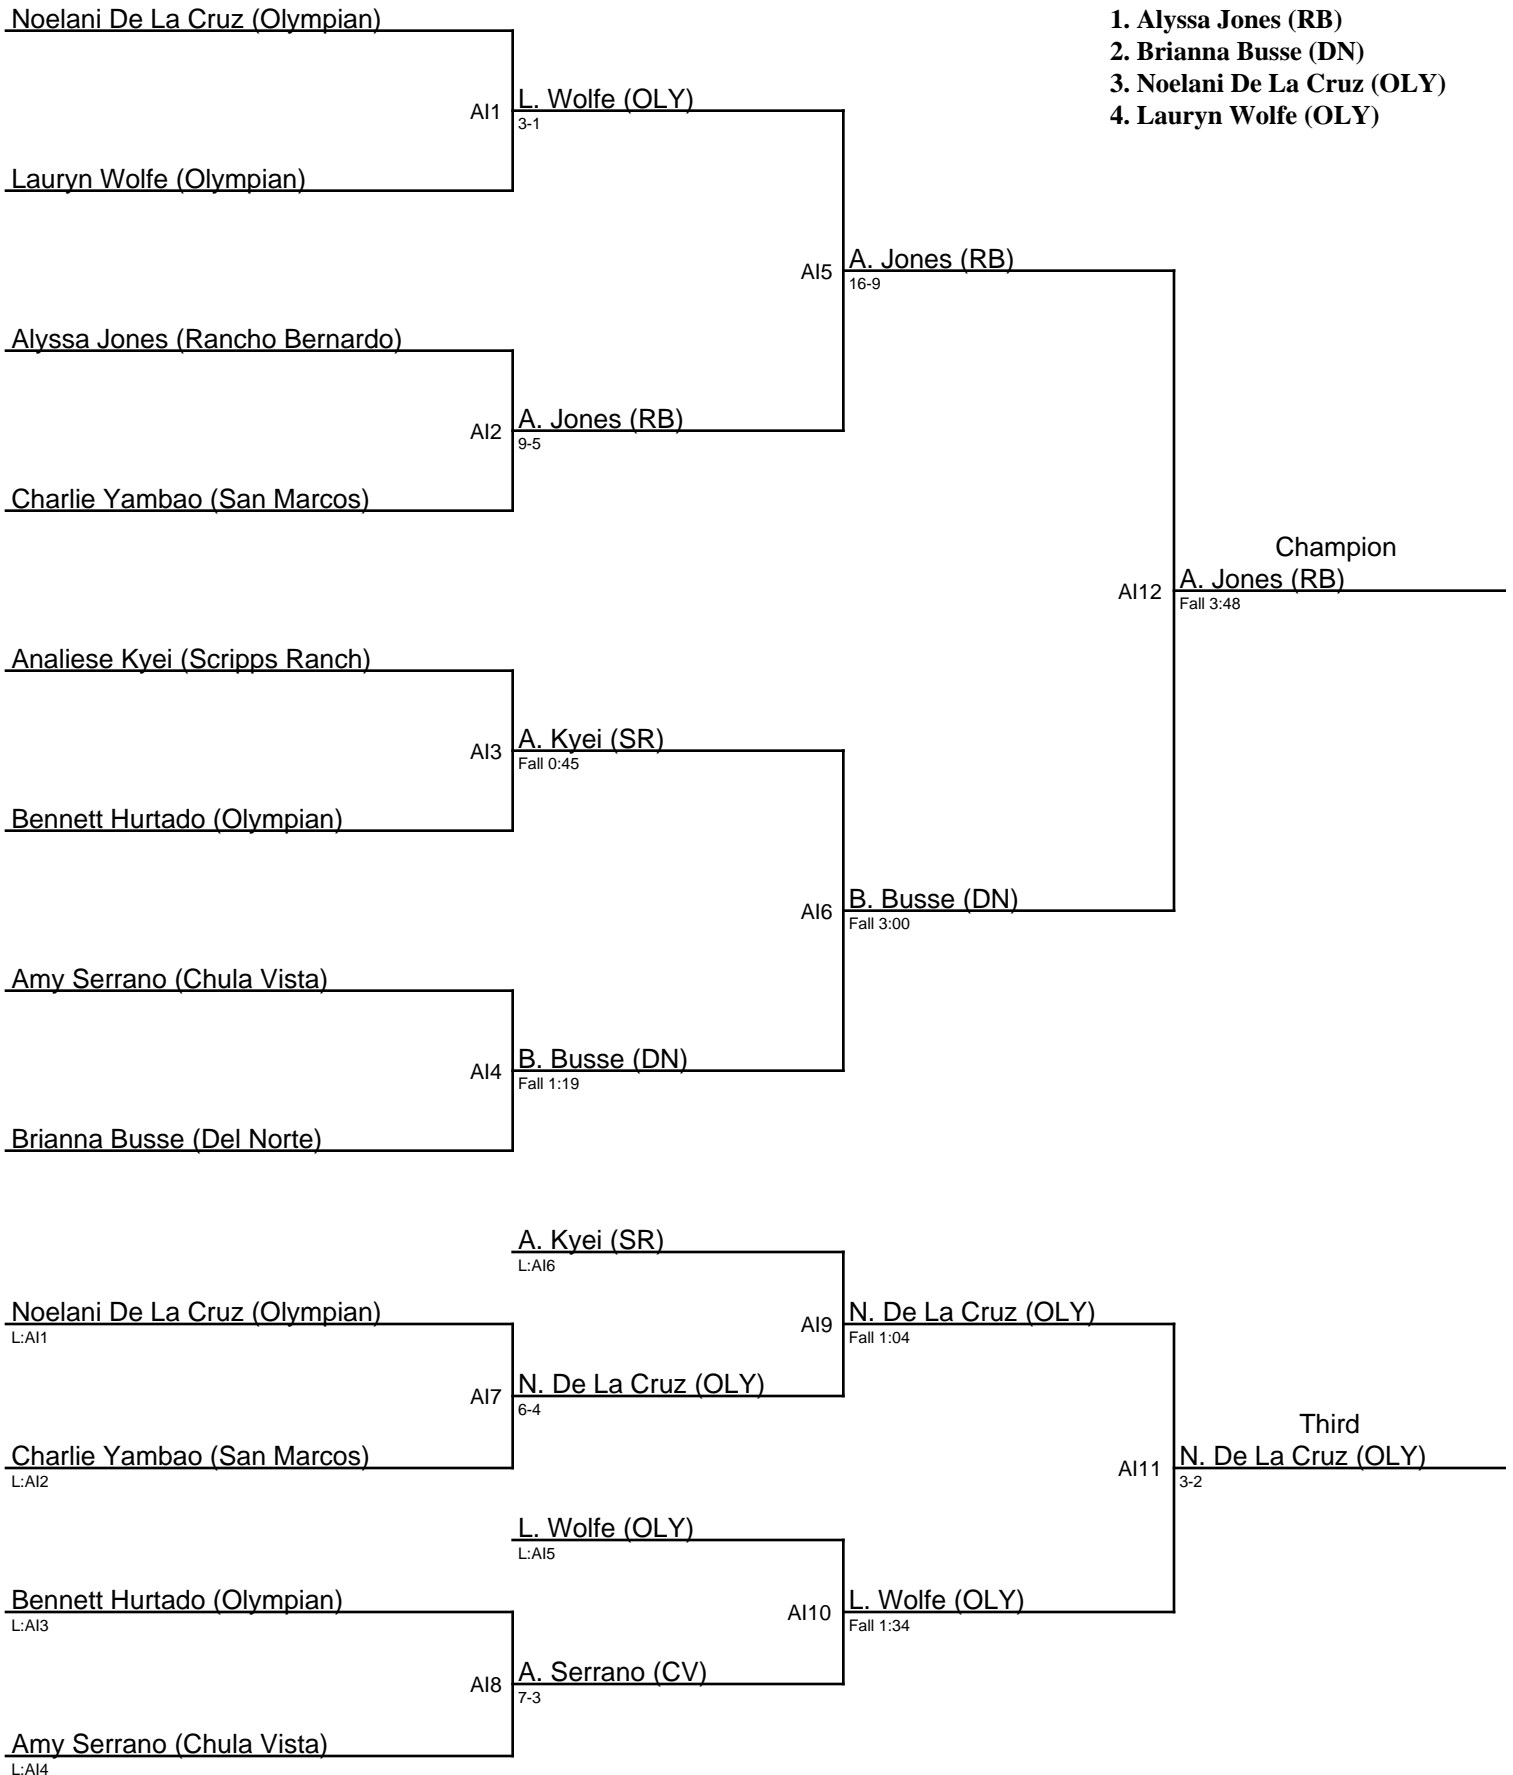 Noelani De La Cruz (Olympian)
1. Alyssa Jones (RB)
2. Brianna Busse (DN)
3. Noelani De La Cruz (OLY)
4. Lauryn Wolfe (OLY)
AI1
L. Wolfe (OLY)
3-1
Lauryn Wolfe (Olympian)
AI5
A. Jones (RB)
16-9
Alyssa Jones (Rancho Bernardo)
AI2
A. Jones (RB)
9-5
Charlie Yambao (San Marcos)
Champion
AI12
A. Jones (RB)
Fall 3:48
Analiese Kyei (Scripps Ranch)
AI3
A. Kyei (SR)
Fall 0:45
Bennett Hurtado (Olympian)
AI6
B. Busse (DN)
Fall 3:00
Amy Serrano (Chula Vista)
AI4
B. Busse (DN)
Fall 1:19
Brianna Busse (Del Norte)
A. Kyei (SR)
L:AI6
Noelani De La Cruz (Olympian)
L:AI1
AI9
N. De La Cruz (OLY)
Fall 1:04
AI7
N. De La Cruz (OLY)
6-4
Charlie Yambao (San Marcos)
L:AI2
Third
AI11
N. De La Cruz (OLY)
3-2
L. Wolfe (OLY)
L:AI5
Bennett Hurtado (Olympian)
L:AI3
AI10
L. Wolfe (OLY)
Fall 1:34
AI8
A. Serrano (CV)
7-3
Amy Serrano (Chula Vista)
L:AI4